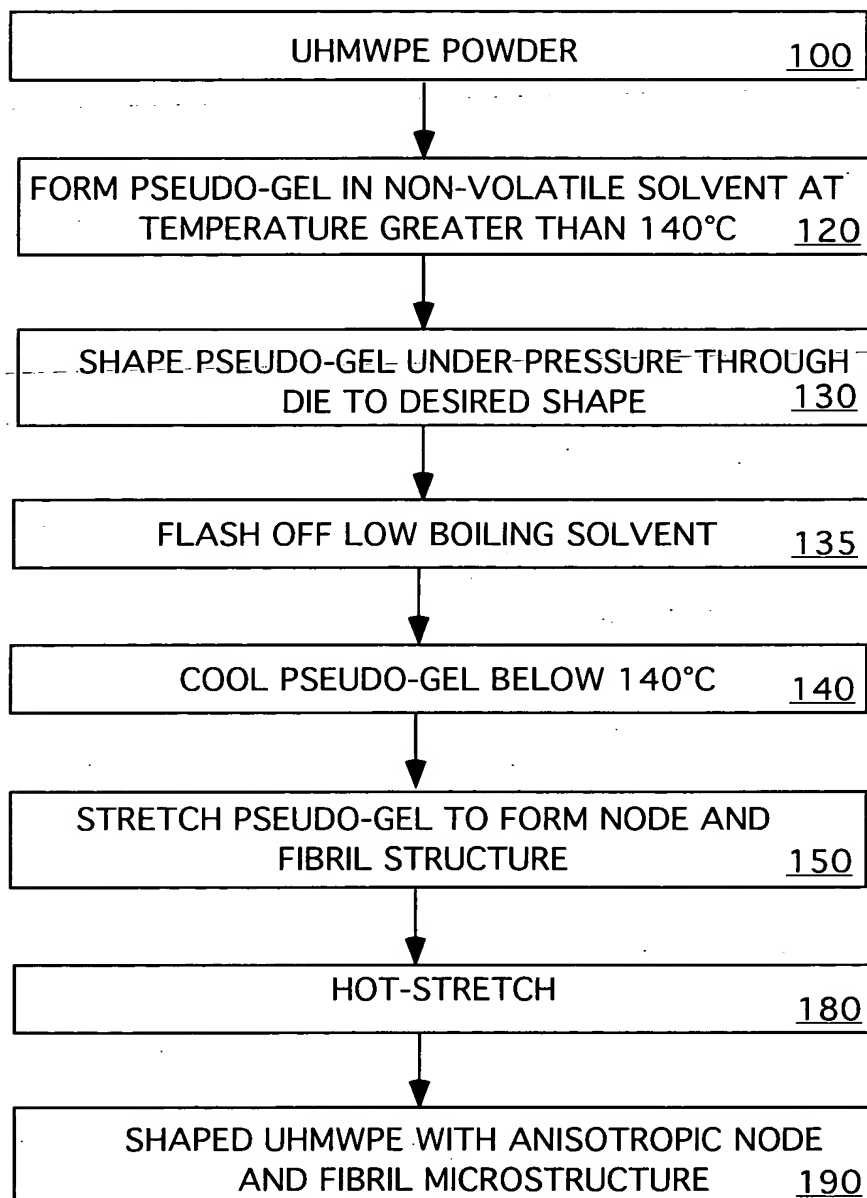 UHMWPE POWDER 100
FORM PSEUDO-GEL IN NON-VOLATILE SOLVENT AT
TEMPERATURE GREATER THAN 140°C 120
SHAPE PSEUDO-GEL UNDER PRESSURE THROUGH
DIE TO DESIRED SHAPE 130
FLASH OFF LOW BOILING SOLVENT 135
COOL PSEUDO-GEL BELOW 140°C 140
STRETCH PSEUDO-GEL TO FORM NODE AND
FIBRIL STRUCTURE 150
HOT-STRETCH 180
SHAPED UHMWPE WITH ANISOTROPIC NODE
AND FIBRIL MICROSTRUCTURE 190